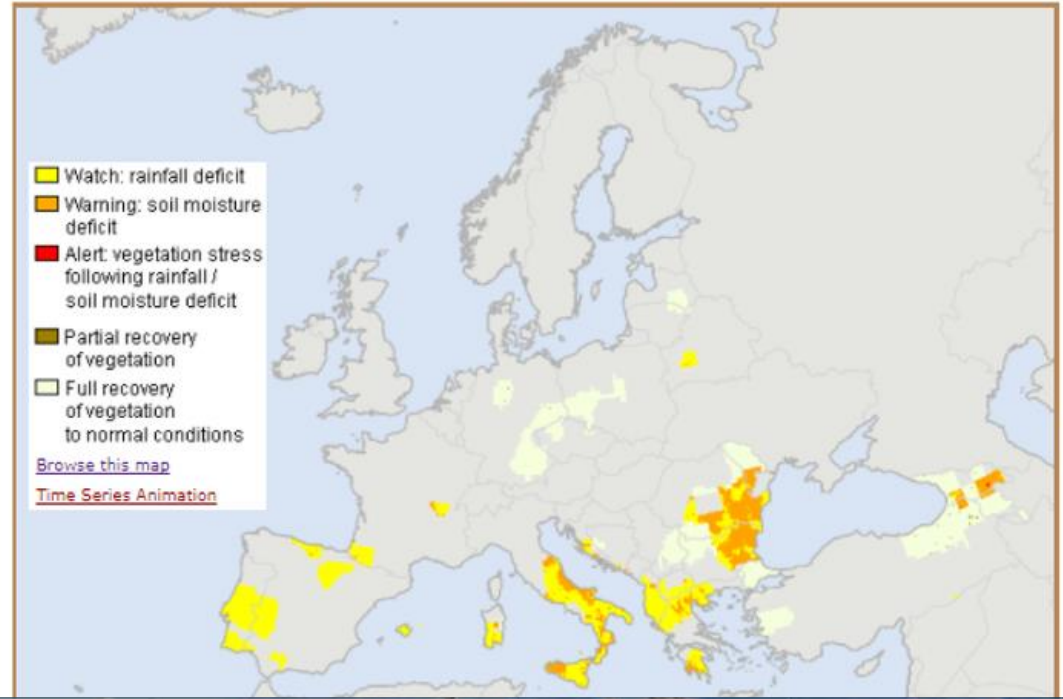 Watch: rainfall deficit
Warning: soil moisture
deficit
Alert: vegetation stress
following rainfall /
soil moisture deficit
Partial recovery
of vegetation
Full recovery
of vegetation
to normal conditions
Browse this map
Time Series Animation